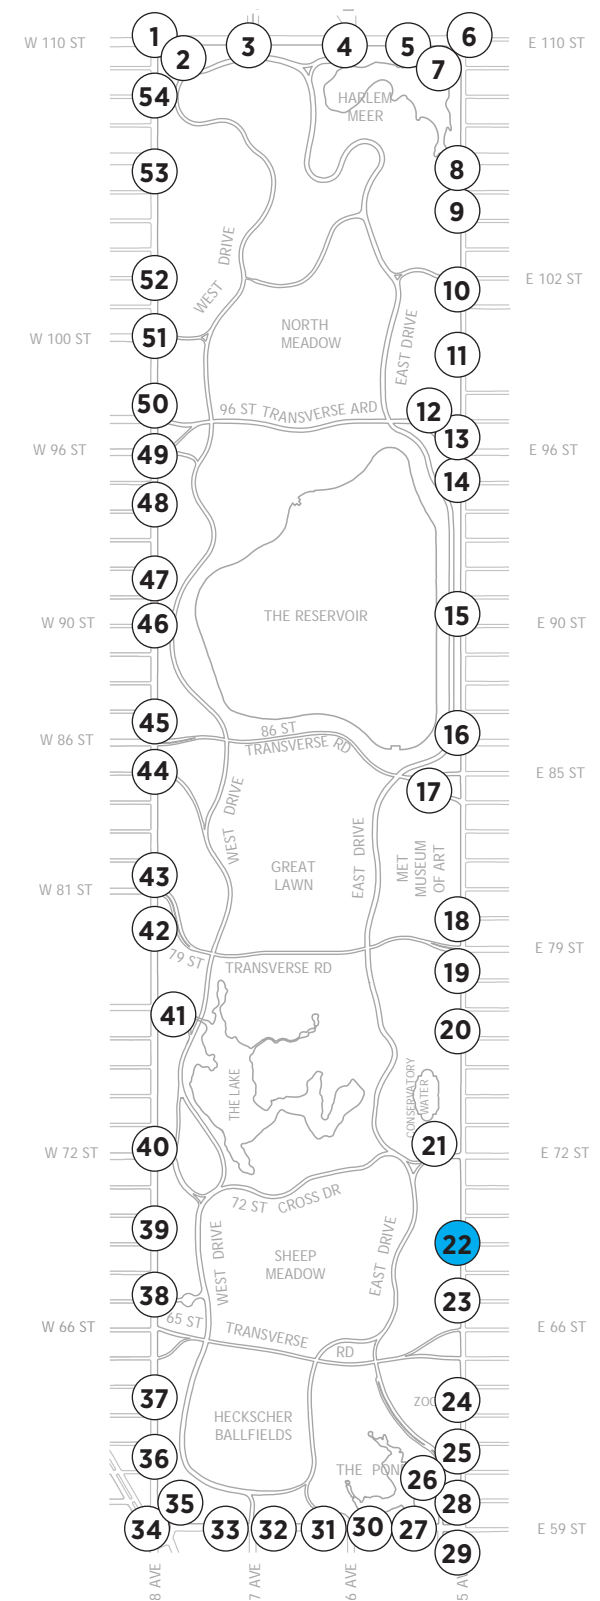 1
2
3
4
5
6
7
W 110 ST
E 110 ST
54
HARLEM
MEER
53
8
9
WEST DRIVE
52
10
E 102 ST
51
W 100 ST
NORTH
MEADOW
EAST DRIVE
11
50
96 ST TRANSVERSE ARD
12
13
W 96 ST
49
E 96 ST
14
48
47
46
W 90 ST
THE RESERVOIR
15
E 90 ST
45
W 86 ST
86 ST
TRANSVERSE RD
16
44
E 85 ST
17
WEST DRIVE
EAST DRIVE
MET
MUSEUM
OF ART
GREAT
LAWN
43
W 81 ST
42
18
79 ST
TRANSVERSE RD
E 79 ST
19
41
20
THE LAKE
CONSERVATORY
WATER
40
W 72 ST
21
E 72 ST
72 ST CROSS DR
39
WEST DRIVE
SHEEP
MEADOW
EAST DRIVE
22
38
23
65 ST
TRANSVERSE
RD
W 66 ST
E 66 ST
37
ZOO
24
HECKSCHER
BALLFIELDS
36
25
THE POND
26
35
28
34
33
32
31
30
27
E 59 ST
29
8 AVE
7 AVE
6 AVE
5 AV